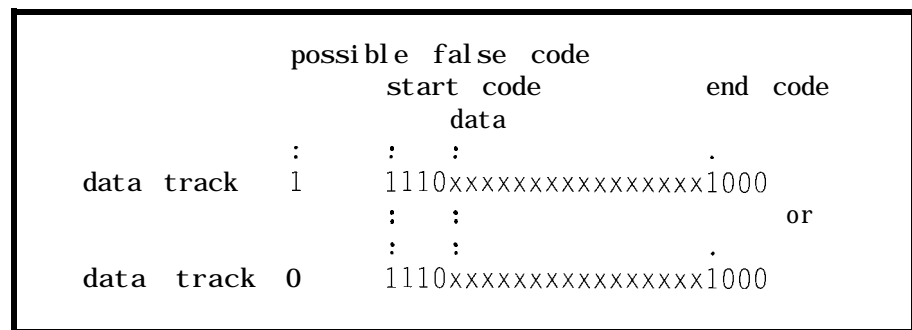 possible false code
start code end code
data
: : : .
data track 1 1110xxxxxxxxxxxxxxxx1000
: : or
: : .
data track 0 1110xxxxxxxxxxxxxxxx1000